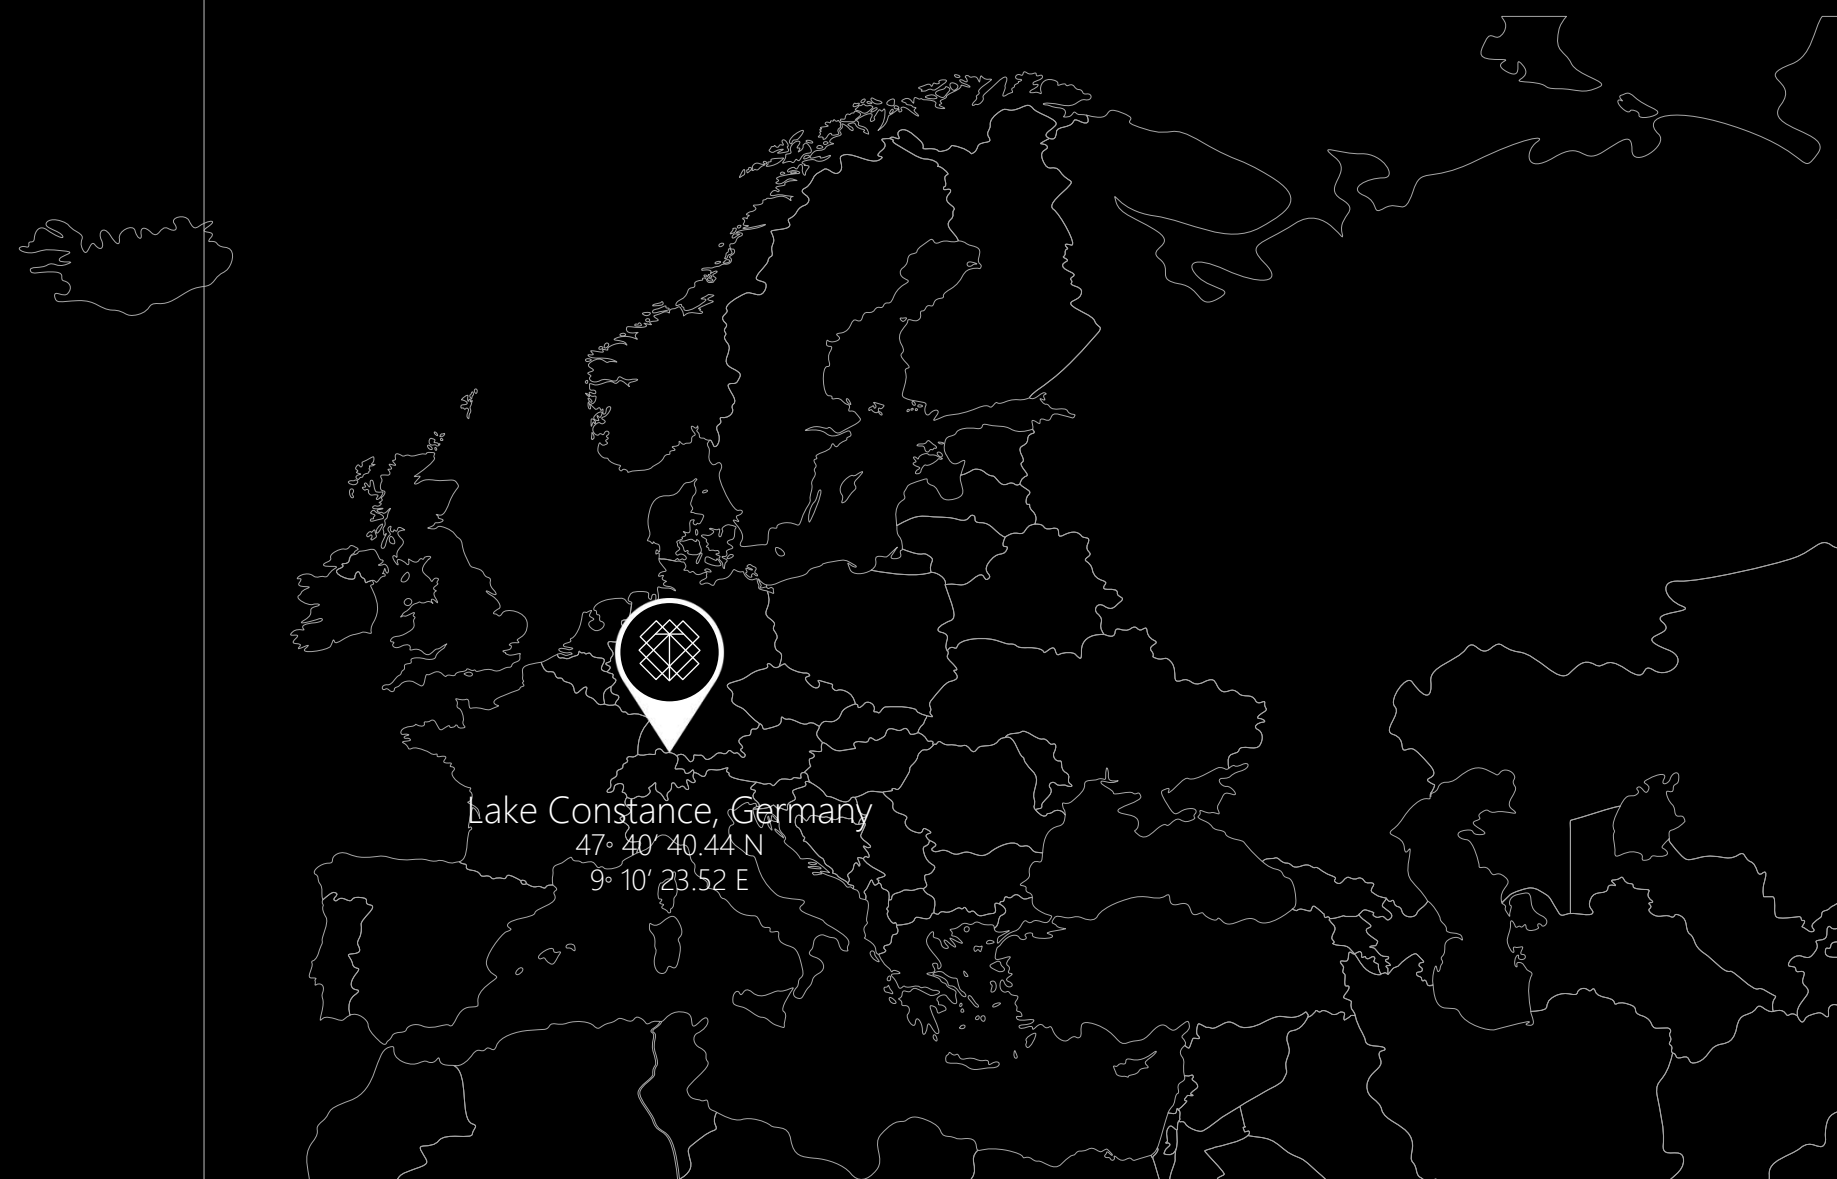 Lake Constance, Germany
47° 40‘ 40.44 N
9° 10‘ 23.52 E